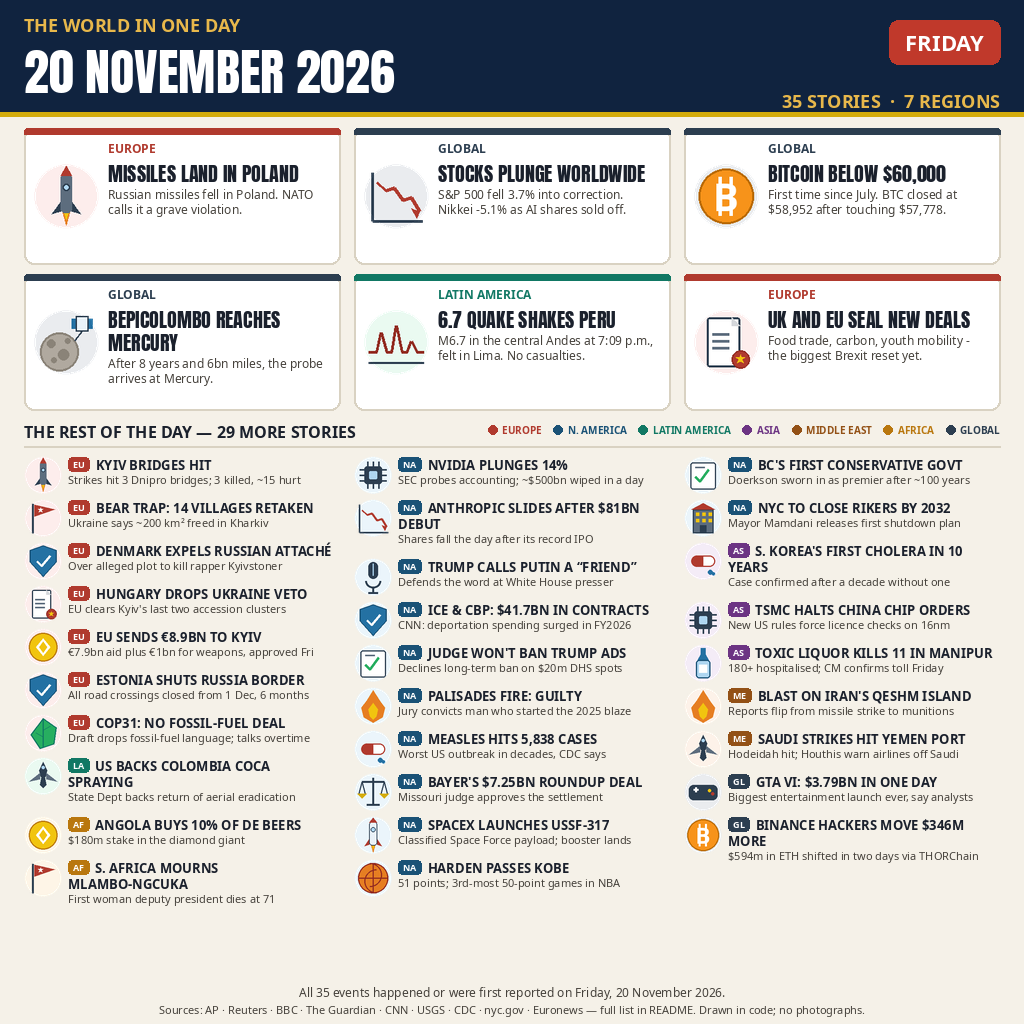 THE WORLD IN ONE DAY
20 NOVEMBER 2026
FRIDAY
35 STORIES · 7 REGIONS
EUROPE
MISSILES LAND IN POLAND
Russian missiles fell in Poland. NATO
calls it a grave violation.
GLOBAL
STOCKS PLUNGE WORLDWIDE
S&P 500 fell 3.7% into correction.
Nikkei -5.1% as AI shares sold off.
GLOBAL
BITCOIN BELOW $60,000
First time since July. BTC closed at
$58,952 after touching $57,778.
GLOBAL
BEPICOLOMBO REACHES
MERCURY
After 8 years and 6bn miles, the probe
arrives at Mercury.
LATIN AMERICA
6.7 QUAKE SHAKES PERU
M6.7 in the central Andes at 7:09 p.m.,
felt in Lima. No casualties.
EUROPE
UK AND EU SEAL NEW DEALS
Food trade, carbon, youth mobility -
the biggest Brexit reset yet.
THE REST OF THE DAY — 29 MORE STORIES
EUROPE N. AMERICA LATIN AMERICA ASIA MIDDLE EAST AFRICA GLOBAL
EU KYIV BRIDGES HIT
Strikes hit 3 Dnipro bridges; 3 killed, ~15 hurt
EU BEAR TRAP: 14 VILLAGES RETAKEN
Ukraine says ~200 km² freed in Kharkiv
EU DENMARK EXPELS RUSSIAN ATTACHÉ
Over alleged plot to kill rapper Kyivstoner
EU HUNGARY DROPS UKRAINE VETO
EU clears Kyiv's last two accession clusters
EU EU SENDS €8.9BN TO KYIV
€7.9bn aid plus €1bn for weapons, approved Fri
EU ESTONIA SHUTS RUSSIA BORDER
All road crossings closed from 1 Dec, 6 months
EU COP31: NO FOSSIL-FUEL DEAL
Draft drops fossil-fuel language; talks overtime
LA US BACKS COLOMBIA COCA
SPRAYING
State Dept backs return of aerial eradication
AF ANGOLA BUYS 10% OF DE BEERS
$180m stake in the diamond giant
AF S. AFRICA MOURNS
MLAMBO-NGCUKA
First woman deputy president dies at 71
NA NVIDIA PLUNGES 14%
SEC probes accounting; ~$500bn wiped in a day
NA ANTHROPIC SLIDES AFTER $81BN
DEBUT
Shares fall the day after its record IPO
NA TRUMP CALLS PUTIN A “FRIEND”
Defends the word at White House presser
NA ICE & CBP: $41.7BN IN CONTRACTS
CNN: deportation spending surged in FY2026
NA JUDGE WON'T BAN TRUMP ADS
Declines long-term ban on $20m DHS spots
NA PALISADES FIRE: GUILTY
Jury convicts man who started the 2025 blaze
NA MEASLES HITS 5,838 CASES
Worst US outbreak in decades, CDC says
NA BAYER'S $7.25BN ROUNDUP DEAL
Missouri judge approves the settlement
NA SPACEX LAUNCHES USSF-317
Classified Space Force payload; booster lands
NA HARDEN PASSES KOBE
51 points; 3rd-most 50-point games in NBA
NA BC'S FIRST CONSERVATIVE GOVT
Doerkson sworn in as premier after ~100 years
NA NYC TO CLOSE RIKERS BY 2032
Mayor Mamdani releases first shutdown plan
AS S. KOREA'S FIRST CHOLERA IN 10
YEARS
Case confirmed after a decade without one
AS TSMC HALTS CHINA CHIP ORDERS
New US rules force licence checks on 16nm
AS TOXIC LIQUOR KILLS 11 IN MANIPUR
180+ hospitalised; CM confirms toll Friday
ME BLAST ON IRAN'S QESHM ISLAND
Reports flip from missile strike to munitions
ME SAUDI STRIKES HIT YEMEN PORT
Hodeidah hit; Houthis warn airlines off Saudi
GL GTA VI: $3.79BN IN ONE DAY
Biggest entertainment launch ever, say analysts
GL BINANCE HACKERS MOVE $346M
MORE
$594m in ETH shifted in two days via THORChain
All 35 events happened or were first reported on Friday, 20 November 2026.
Sources: AP · Reuters · BBC · The Guardian · CNN · USGS · CDC · nyc.gov · Euronews — full list in README. Drawn in code; no photographs.